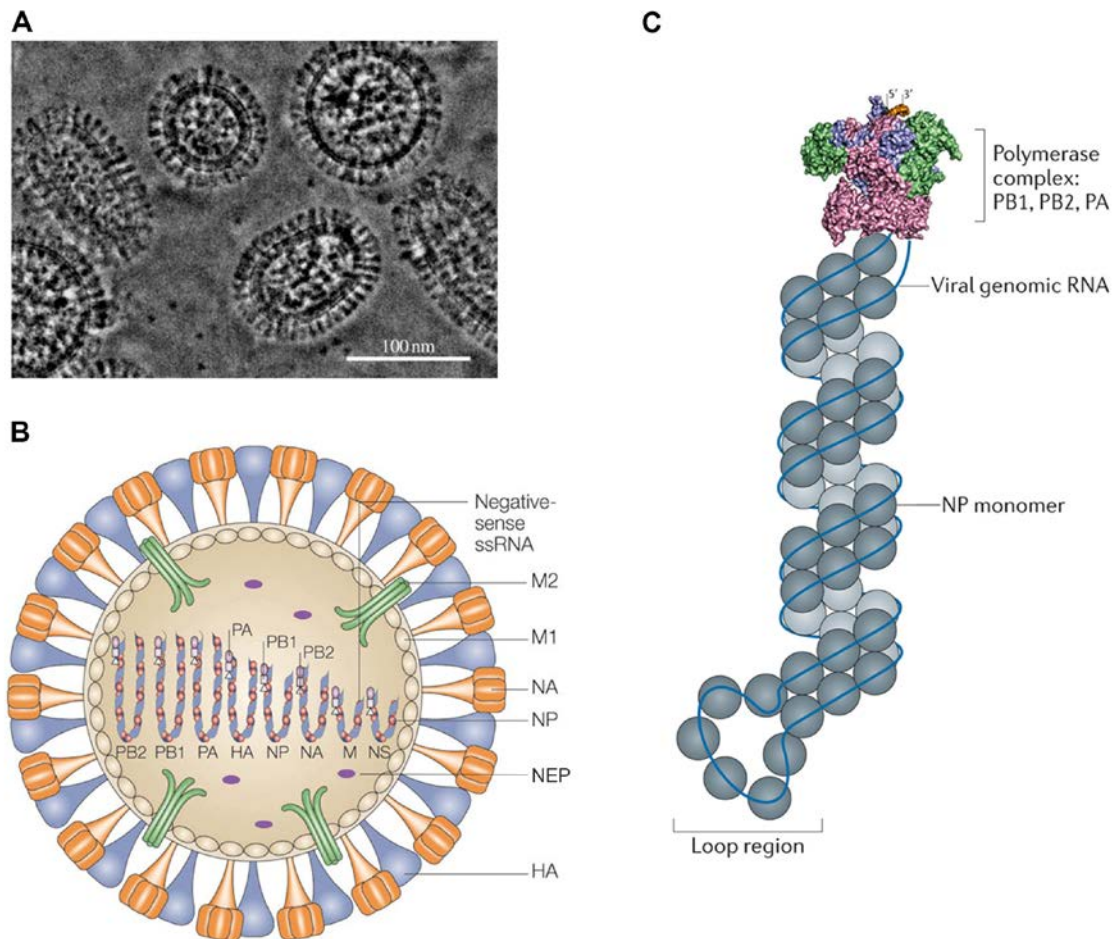 A
100 nm
B
Negative-
sense
ssRNA
M2
M1
NA
NP
NEP
HA
PA
PB1
PB2
PB2 PB1 PA HA NP NA M NS
C
5' 3'
Polymerase
complex:
PB1, PB2, PA
Viral genomic RNA
NP monomer
Loop region